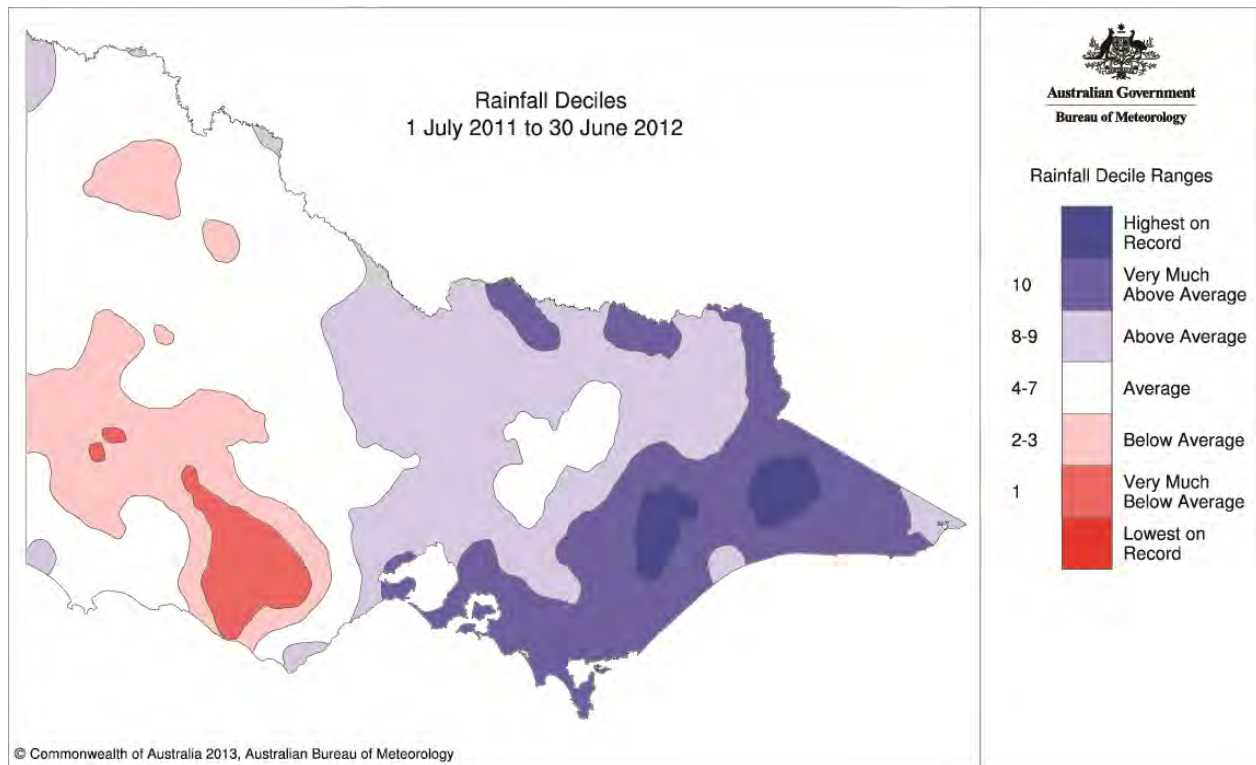 Rainfall Deciles
1 July 2011 to 30 June 2012
Australian Government
Bureau of Meteorology
Rainfall Decile Ranges
Highest on
Record
10
Very Much
Above Average
8-9
Above Average
4-7
Average
2-3
Below Average
1
Very Much
Below Average
Lowest on
Record
© Commonwealth of Australia 2013, Australian Bureau of Meteorology